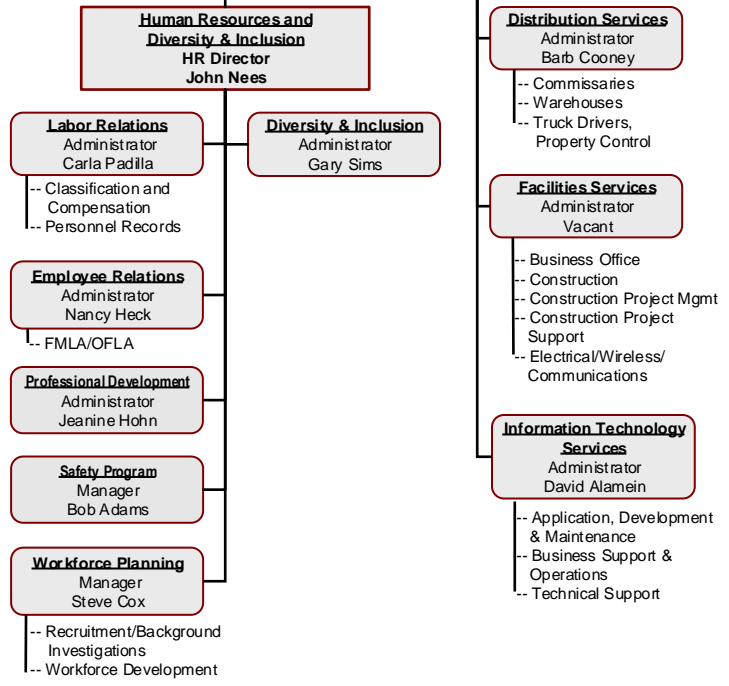 Human Resources and
Diversity & Inclusion
HR Director
John Nees
Labor Relations
Administrator
Carla Padilla
-- Classification and
Compensation
-- Personnel Records
Diversity & Inclusion
Administrator
Gary Sims
Employee Relations
Administrator
Nancy Heck
-- FMLA/OFLA
Professional Development
Administrator
Jeanine Hohn
Safety Program
Manager
Bob Adams
Workforce Planning
Manager
Steve Cox
-- Recruitment/Background
Investigations
-- Workforce Development
Distribution Services
Administrator
Barb Cooney
-- Commissaries
-- Warehouses
-- Truck Drivers,
Property Control
Facilities Services
Administrator
Vacant
-- Business Office
-- Construction
-- Construction Project Mgmt
-- Construction Project
Support
-- Electrical/Wireless/
Communications
Information Technology
Services
Administrator
David Alamein
-- Application, Development
& Maintenance
-- Business Support &
Operations
-- Technical Support